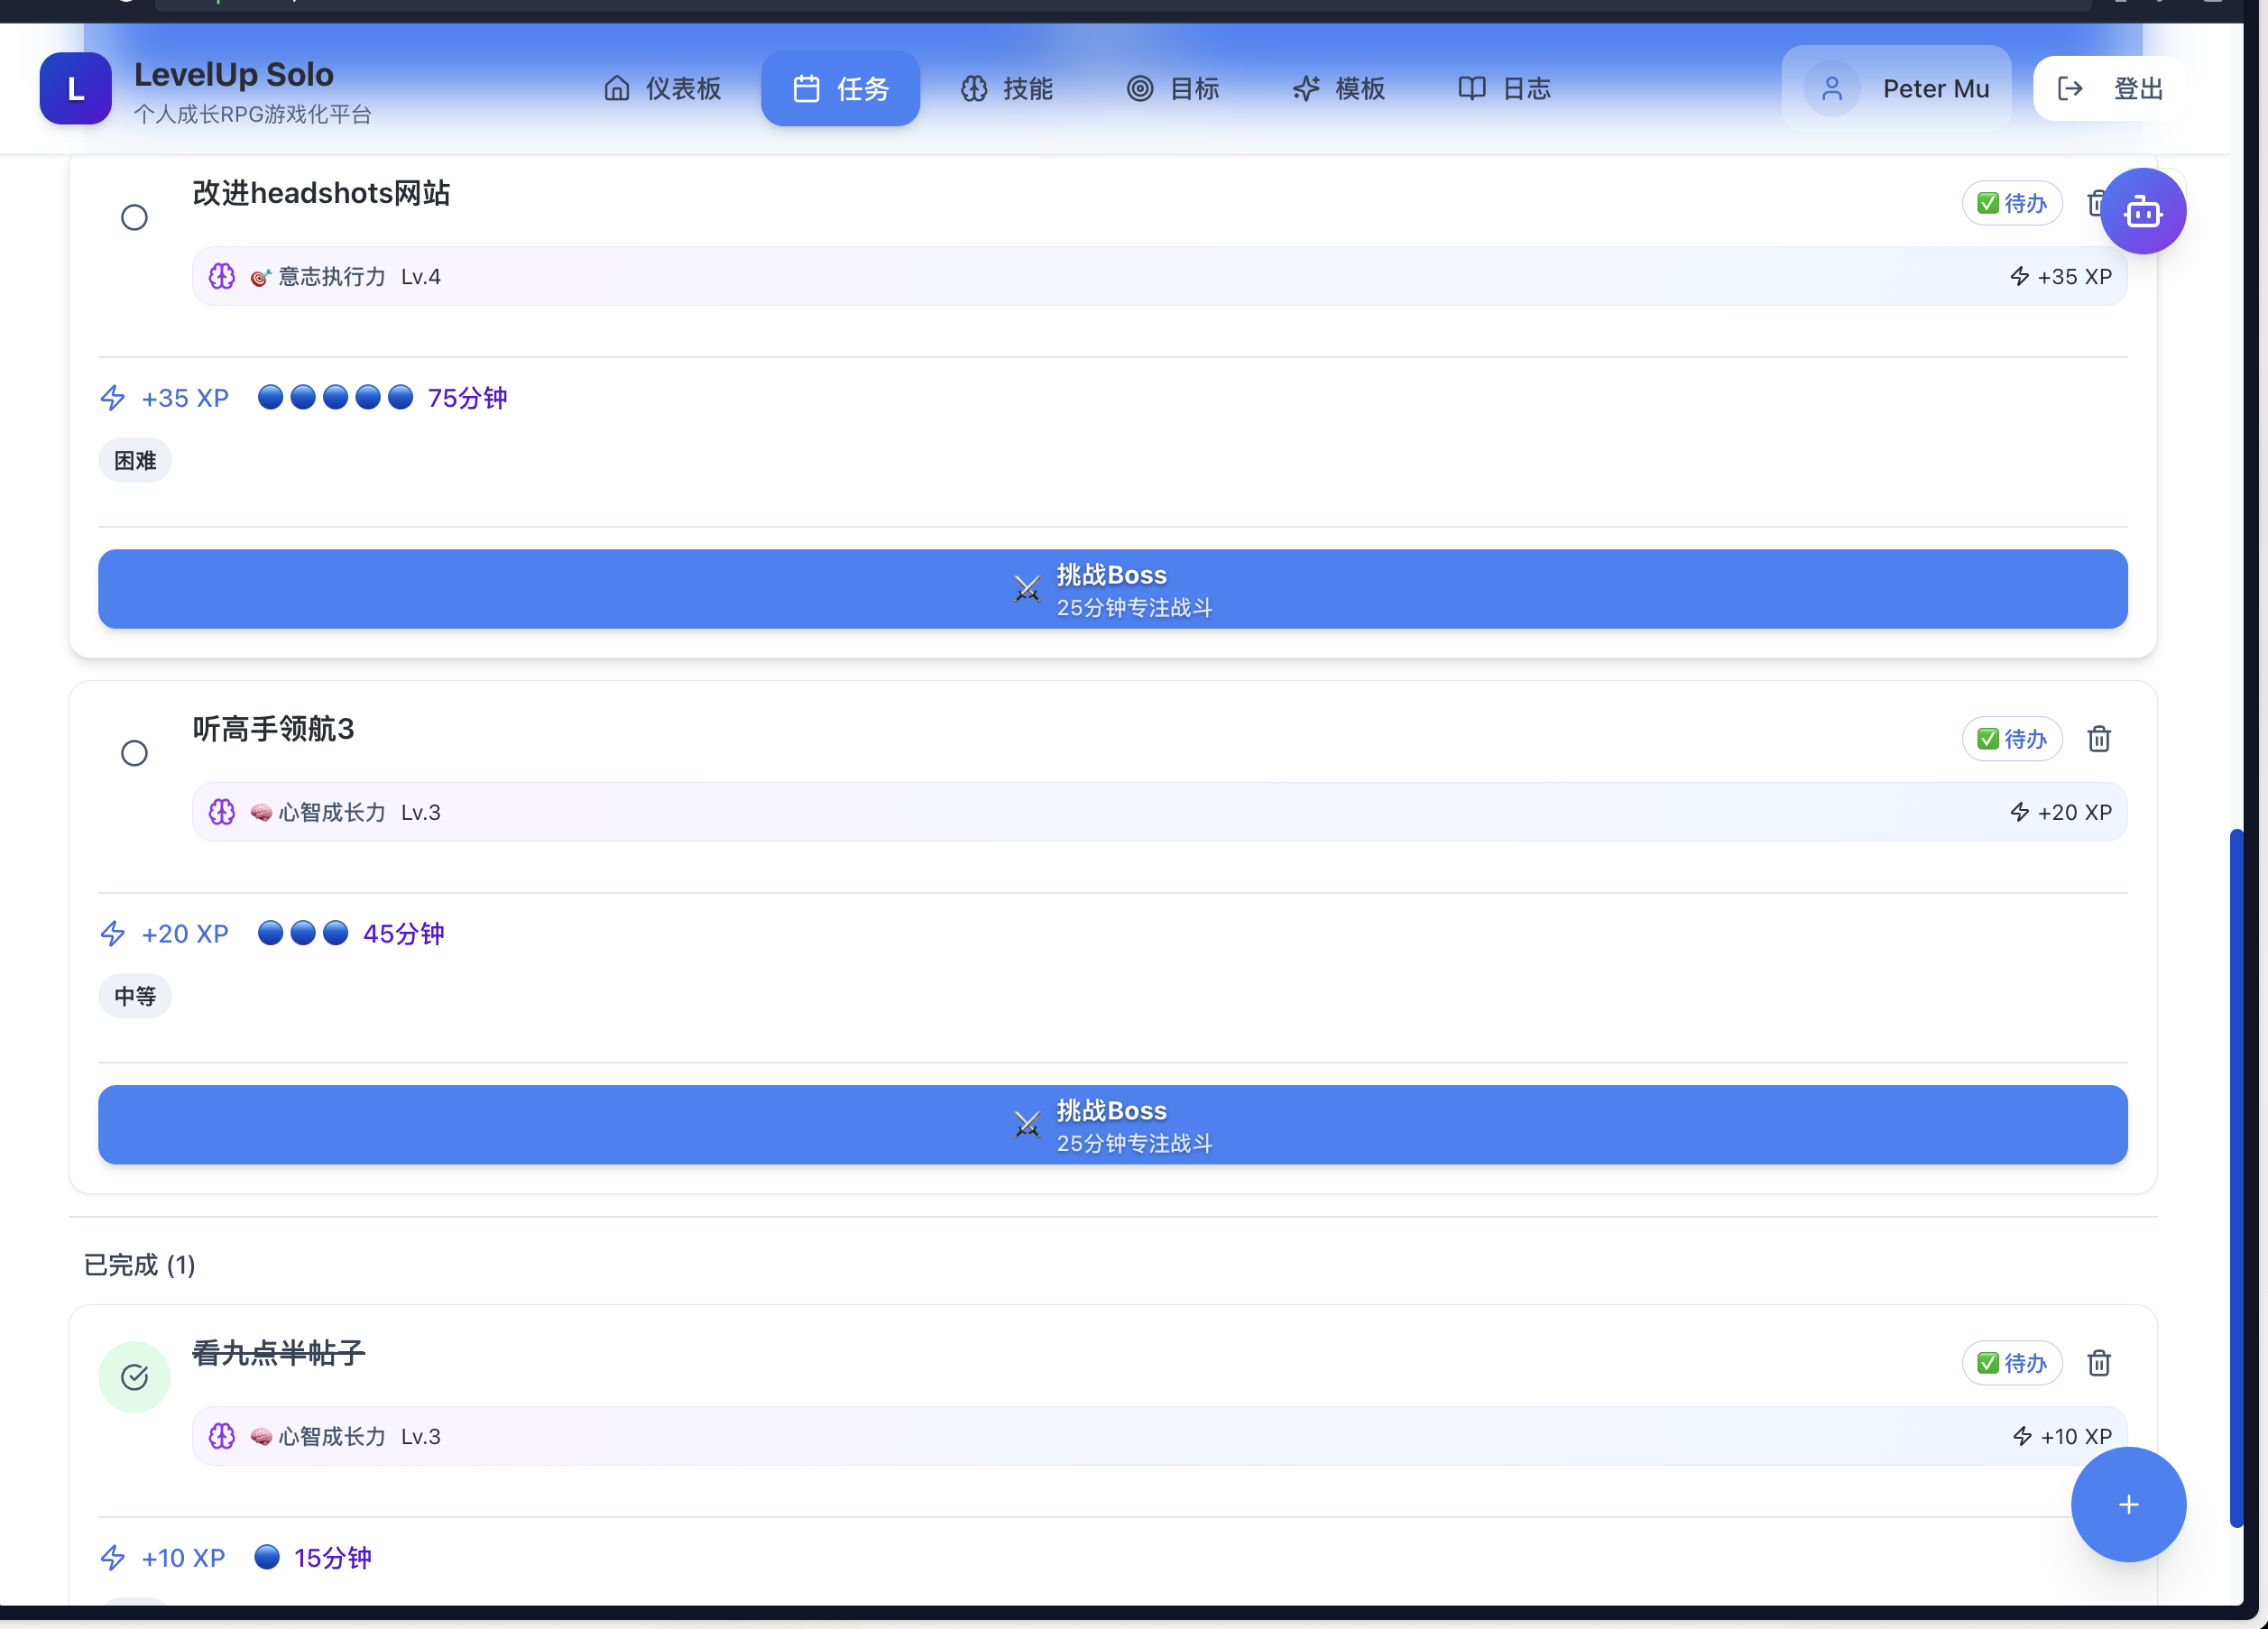 L
LevelUp Solo
个人成长RPG游戏化平台
仪表板
任务
技能
目标
模板
日志
Peter Mu
登出
改进headshots网站
✅ 待办
🎯 意志执行力 Lv.4
+35 XP
+35 XP 🔵🔵🔵🔵🔵 75分钟
困难
⚔️ 挑战Boss
25分钟专注战斗
听高手领航3
✅ 待办
🧠 心智成长力 Lv.3
+20 XP
+20 XP 🔵🔵🔵 45分钟
中等
⚔️ 挑战Boss
25分钟专注战斗
已完成 (1)
看九点半帖子
✅ 待办
🧠 心智成长力 Lv.3
+10 XP
+10 XP 🔵 15分钟
+